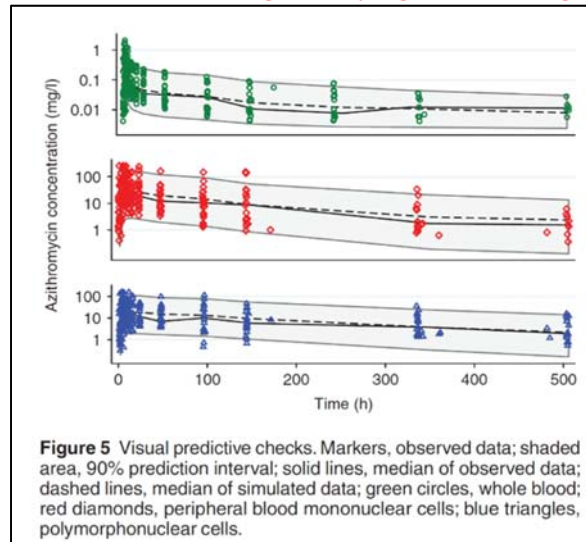 1
0.1
0.01
100
10
1
100
10
1
Azithromycin concentration (mg/l)
0 100 200 300 400 500
Time (h)
Figure 5 Visual predictive checks. Markers, observed data; shaded
area, 90% prediction interval; solid lines, median of observed data;
dashed lines, median of simulated data; green circles, whole blood;
red diamonds, peripheral blood mononuclear cells; blue triangles,
polymorphonuclear cells.